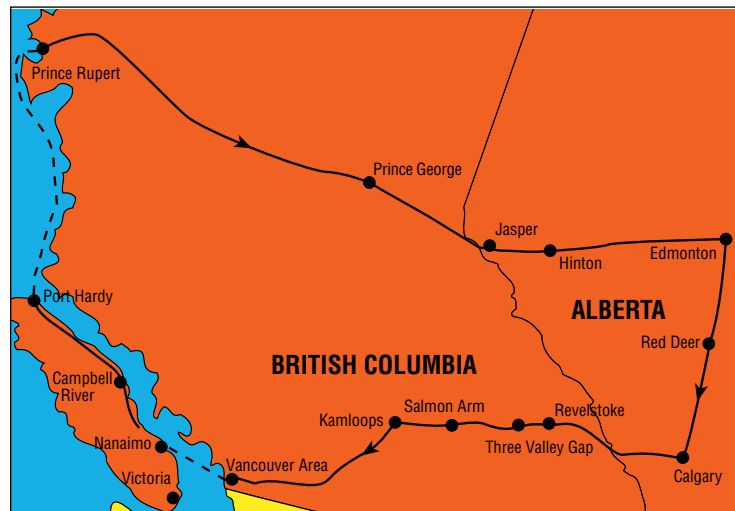 Prince Rupert
Prince George
Jasper
Hinton
Edmonton
Port Hardy
ALBERTA
Red Deer
BRITISH COLUMBIA
Campbell
River
Kamloops
Salmon Arm
Revelstoke
Three Valley Gap
Nanaimo
Vancouver Area
Calgary
Victoria